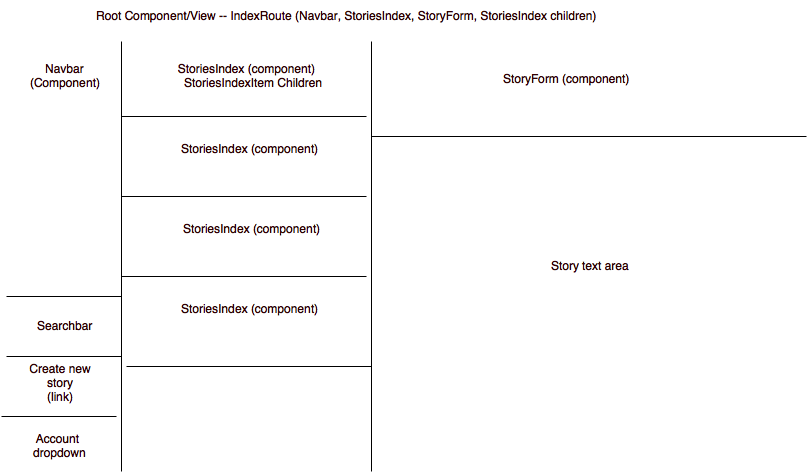 Root Component/View -- IndexRoute (Navbar, StoriesIndex, StoryForm, StoriesIndex children)
Navbar
(Component)
Searchbar
Create new
story
(link)
Account
dropdown
StoriesIndex (component)
StoriesIndexItem Children
StoriesIndex (component)
StoriesIndex (component)
StoriesIndex (component)
StoryForm (component)
Story text area